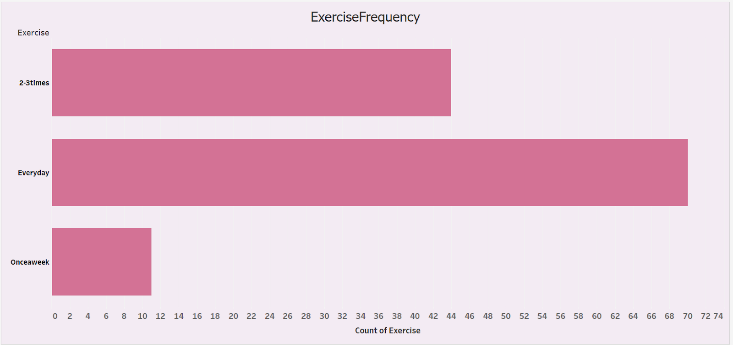 ExerciseFrequency
Exercise
2-3times
Everyday
Onceaweek
0 2 4 6 8 10 12 14 16 18 20 22 24 26 28 30 32 34 36 38 40 42 44 46 48 50 52 54 56 58 60 62 64 66 68 70 72 74
Count of Exercise